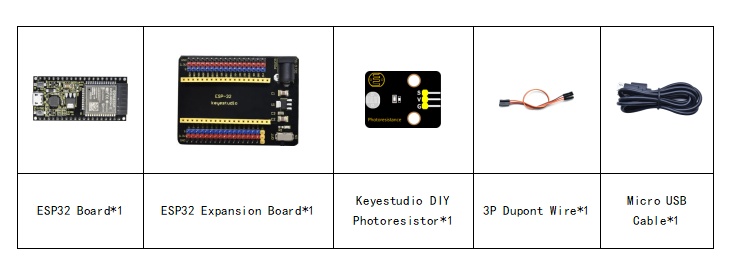 ESP-32
keyestudio
S
V
G
Photoresistance
ESP32 Board*1
ESP32 Expansion Board*1
Keyestudio DIY
Photoresistor*1
3P Dupont Wire*1
Micro USB
Cable*1